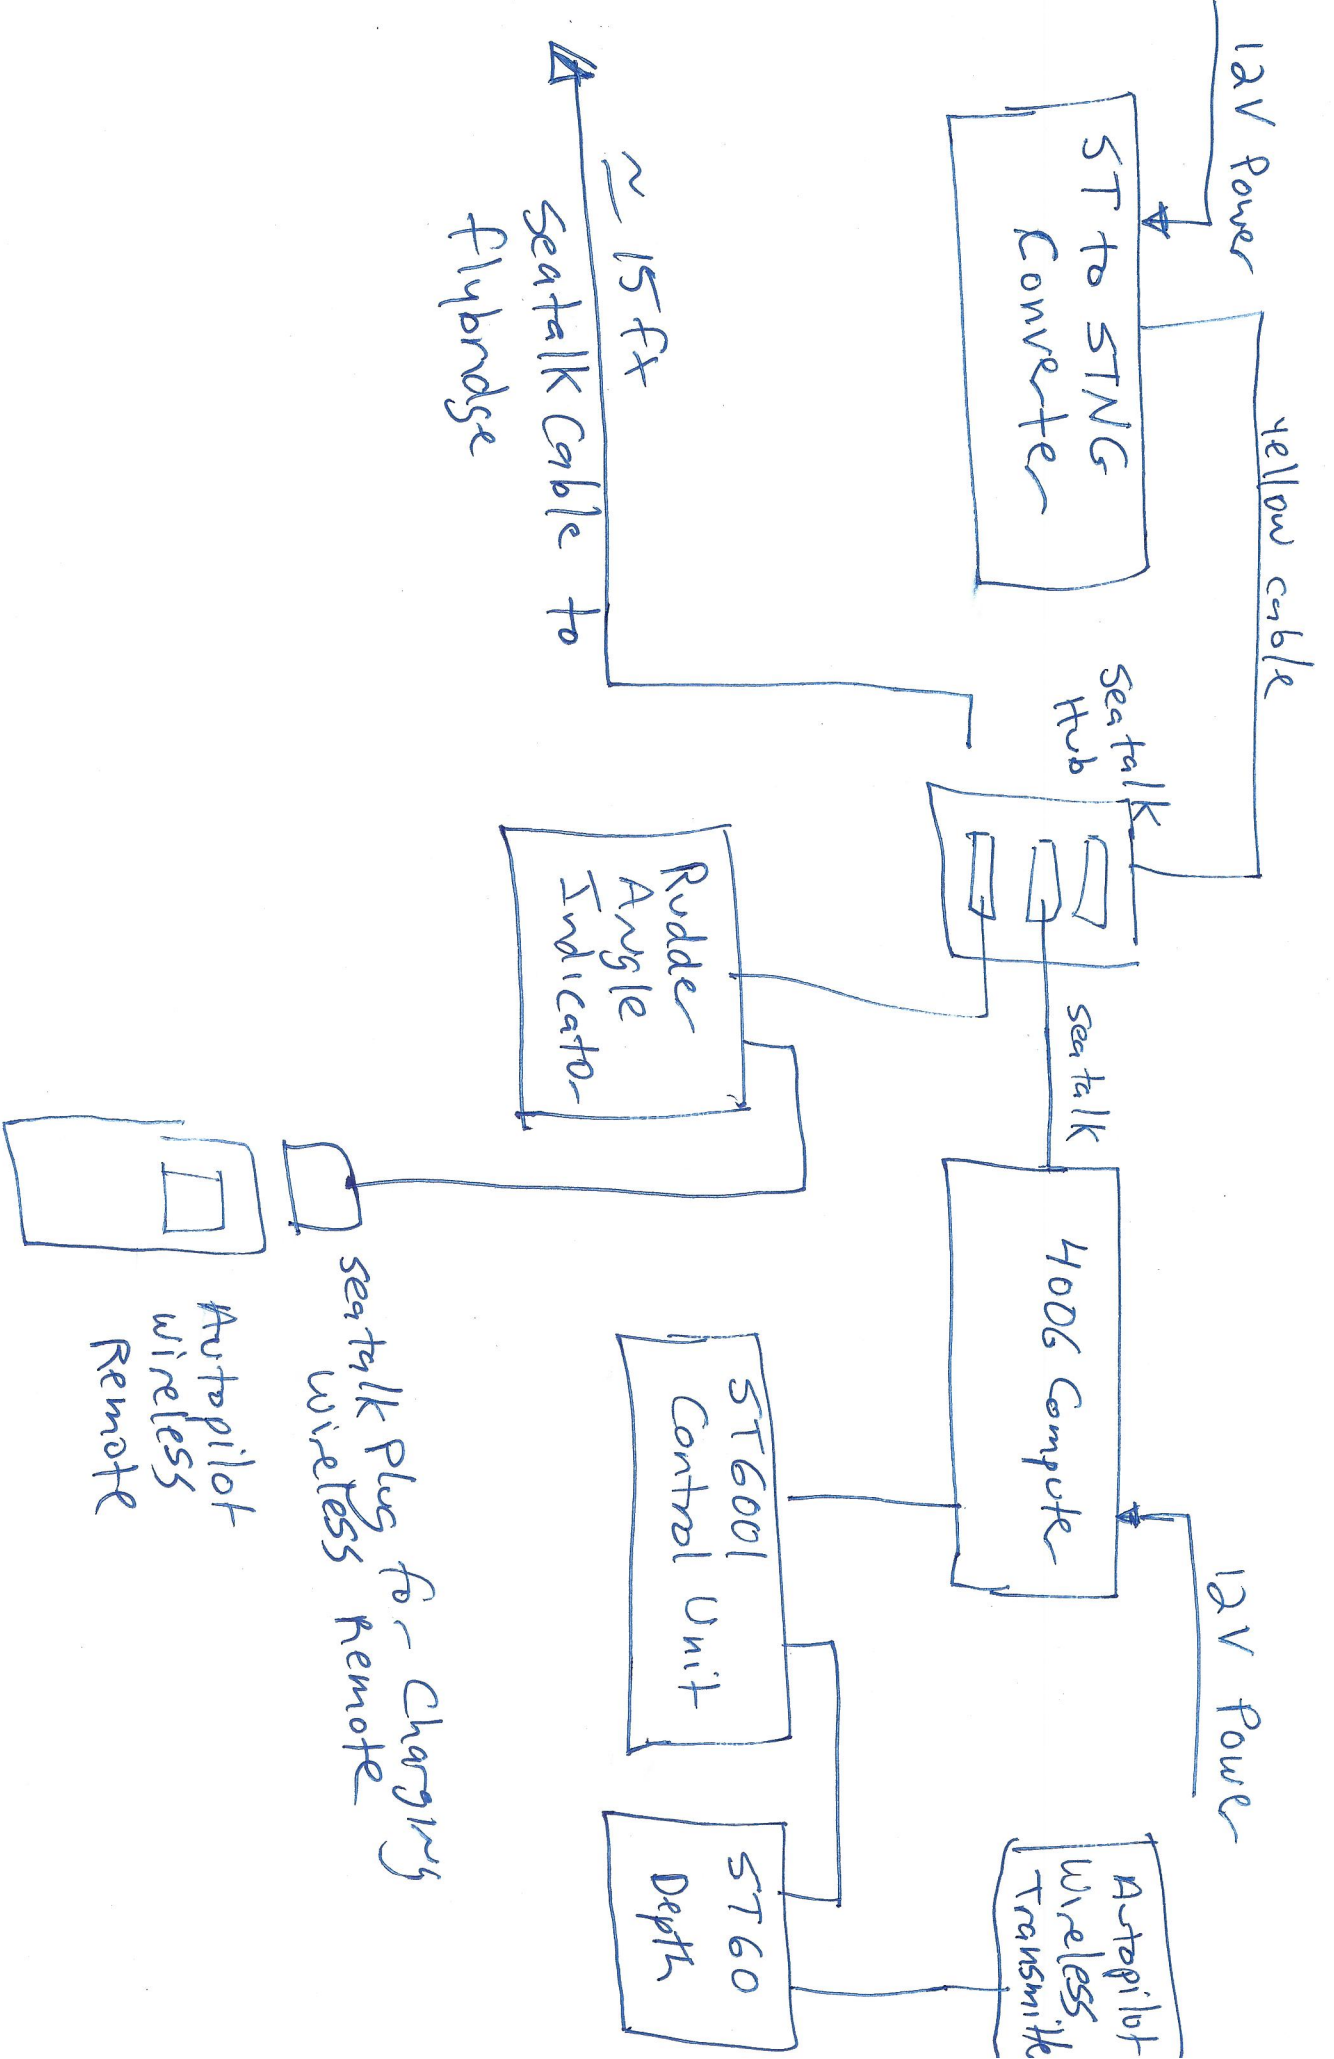 12V Power
ST to STNG
Converter
yellow cable
~ 15 ft
Seatalk Cable to
flybridge
Seatalk
Hub
Seatalk
Rudder
Angle
Indicator
400G Computer
12V Power
ST6001
Control Unit
ST60
Depth
Autopilot
Wireless
Seatalk Plug for Charging
Wireless Remote
Autopilot
Wireless
Remote